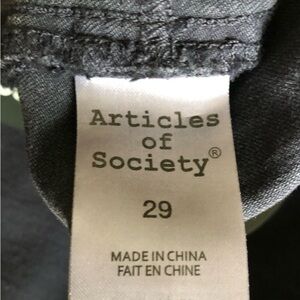 Articles
of
Society®
29
MADE IN CHINA
FAIT EN CHINE